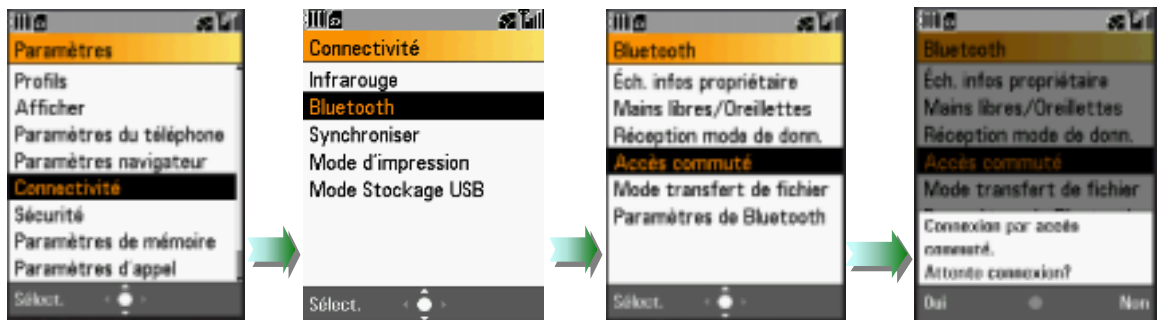 Paramètres
Profils
Afficher
Paramètres du téléphone
Paramètres navigateur
Connectivité
Sécurité
Paramètres de mémoire
Paramètres d'appel
Sélect.
Connectivité
Infrarouge
Bluetooth
Synchroniser
Mode d'impression
Mode Stockage USB
Sélect.
Bluetooth
Éch. infos propriétaire
Mains libres/Oreillettes
Réception mode de donn.
Accès commuté
Mode transfert de fichier
Paramètres de Bluetooth
Sélect.
Bluetooth
Éch. infos propriétaire
Mains libres/Oreillettes
Réception mode de donn.
Accès commuté
Mode transfert de fichier
Connexion par accès
commuté.
Attente connexion?
Oui Non